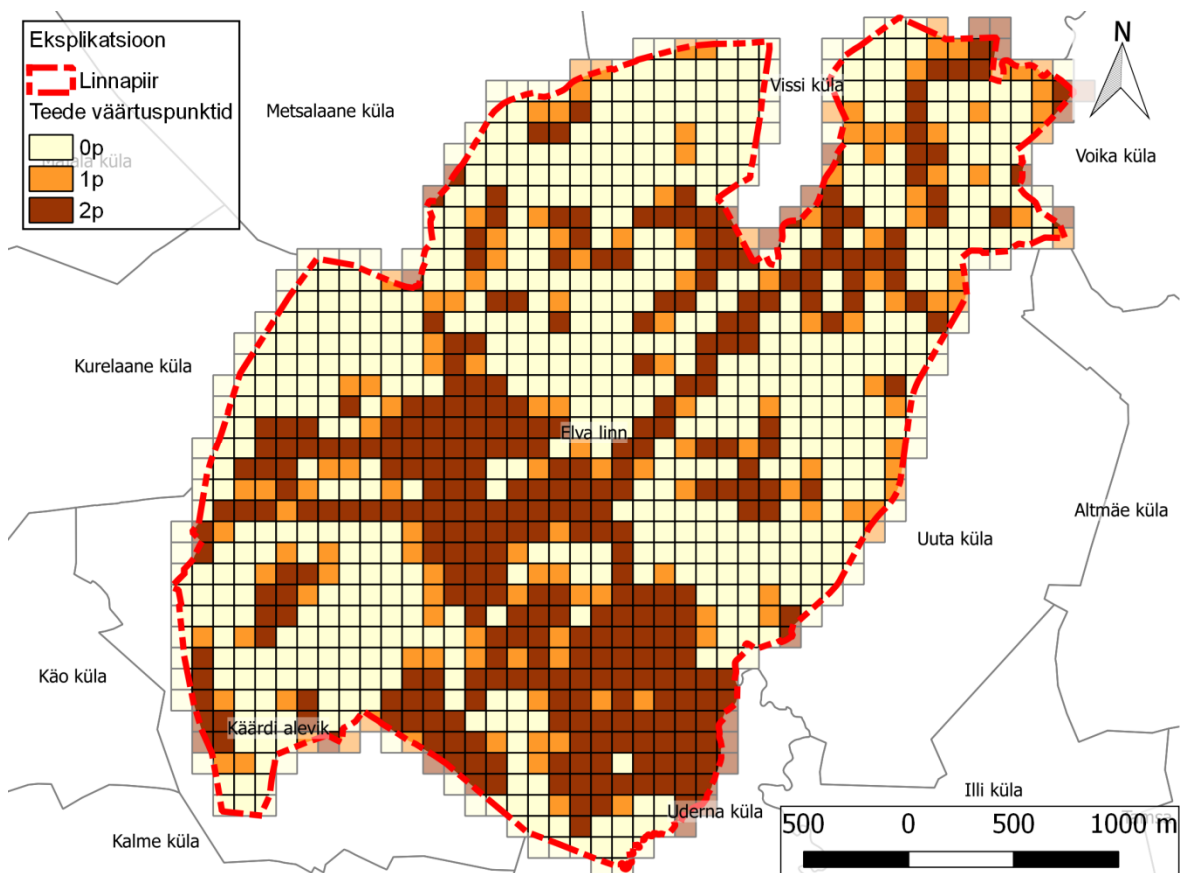 Eksplikatsioon
Linnapiir
Teede väärtuspunktid
0p
1p
2p
N
Vissi küla
Metsalaane küla
Voika küla
Kurelaane küla
Elva linn
Altmäe küla
Uuta küla
Käo küla
Käärdi alevik
Illi küla
Uderna küla
Kalme küla
500 0 500 1000 m